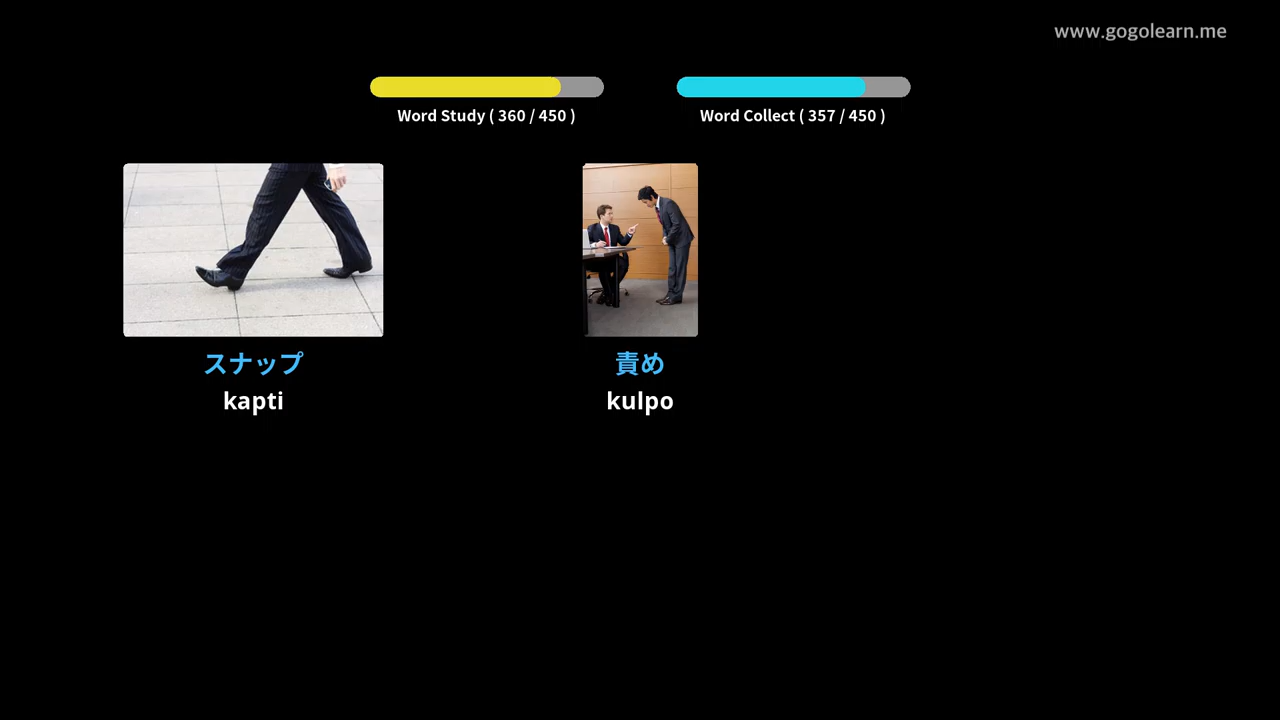 www.gogolearn.me
Word Study ( 360 / 450 )
Word Collect ( 357 / 450 )
スナップ
kapti
責め
kulpo